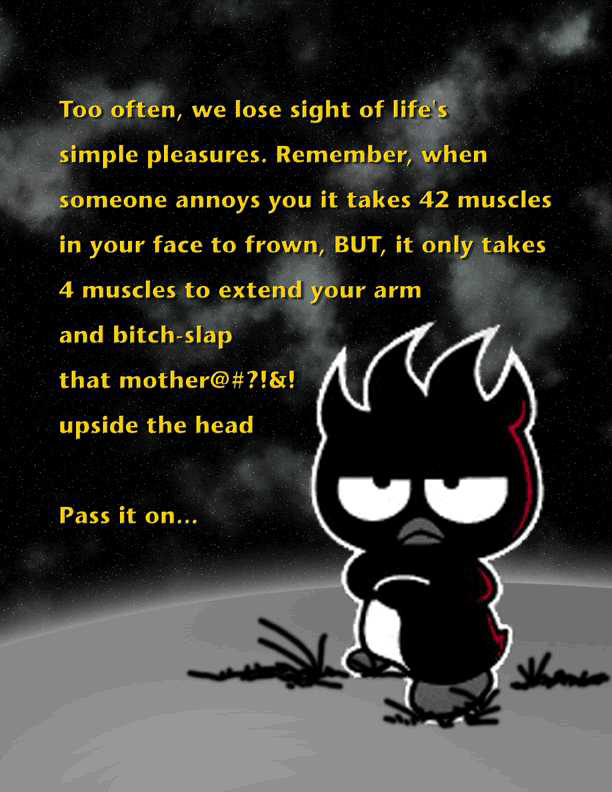 Too often, we lose sight of life's
simple pleasures. Remember, when
someone annoys you it takes 42 muscles
in your face to frown, BUT, it only takes
4 muscles to extend your arm
and bitch-slap
that mother@#?!&!
upside the head
Pass it on...